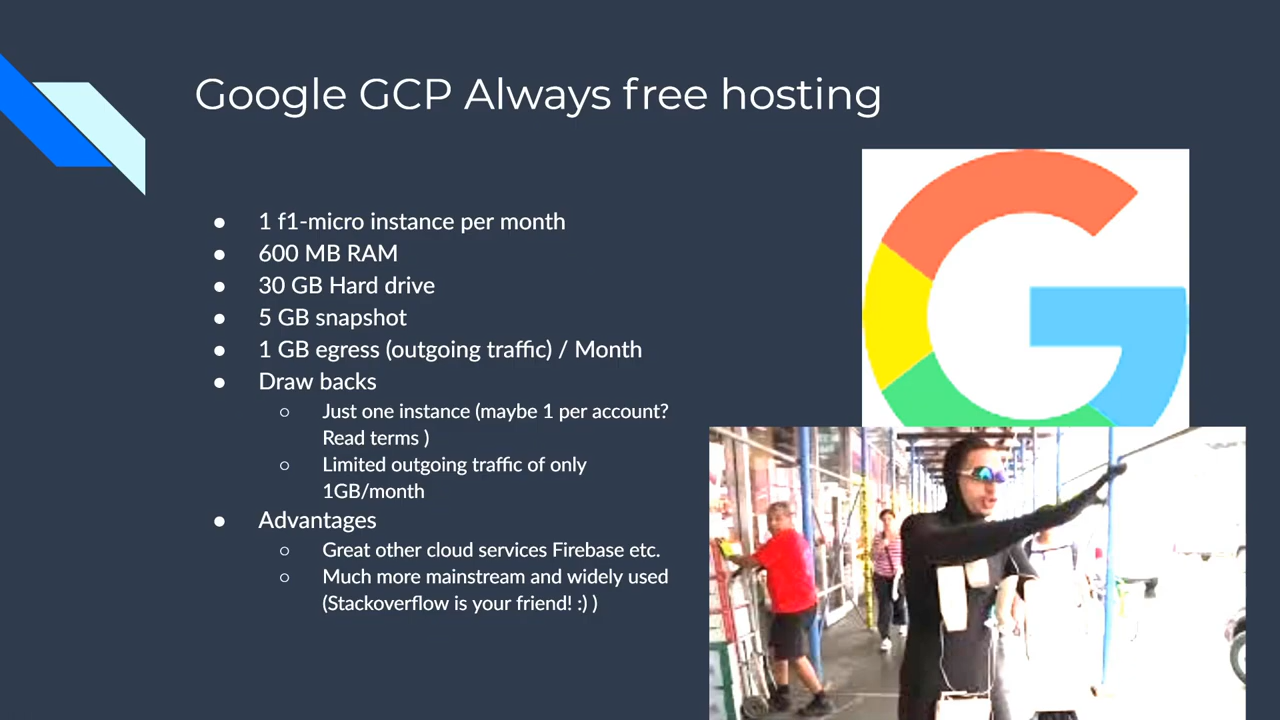 Google GCP Always free hosting
● 1 f1-micro instance per month
● 600 MB RAM
● 30 GB Hard drive
● 5 GB snapshot
● 1 GB egress (outgoing traffic) / Month
● Draw backs
○ Just one instance (maybe 1 per account?
Read terms )
○ Limited outgoing traffic of only
1GB/month
● Advantages
○ Great other cloud services Firebase etc.
○ Much more mainstream and widely used
(Stackoverflow is your friend! :) )